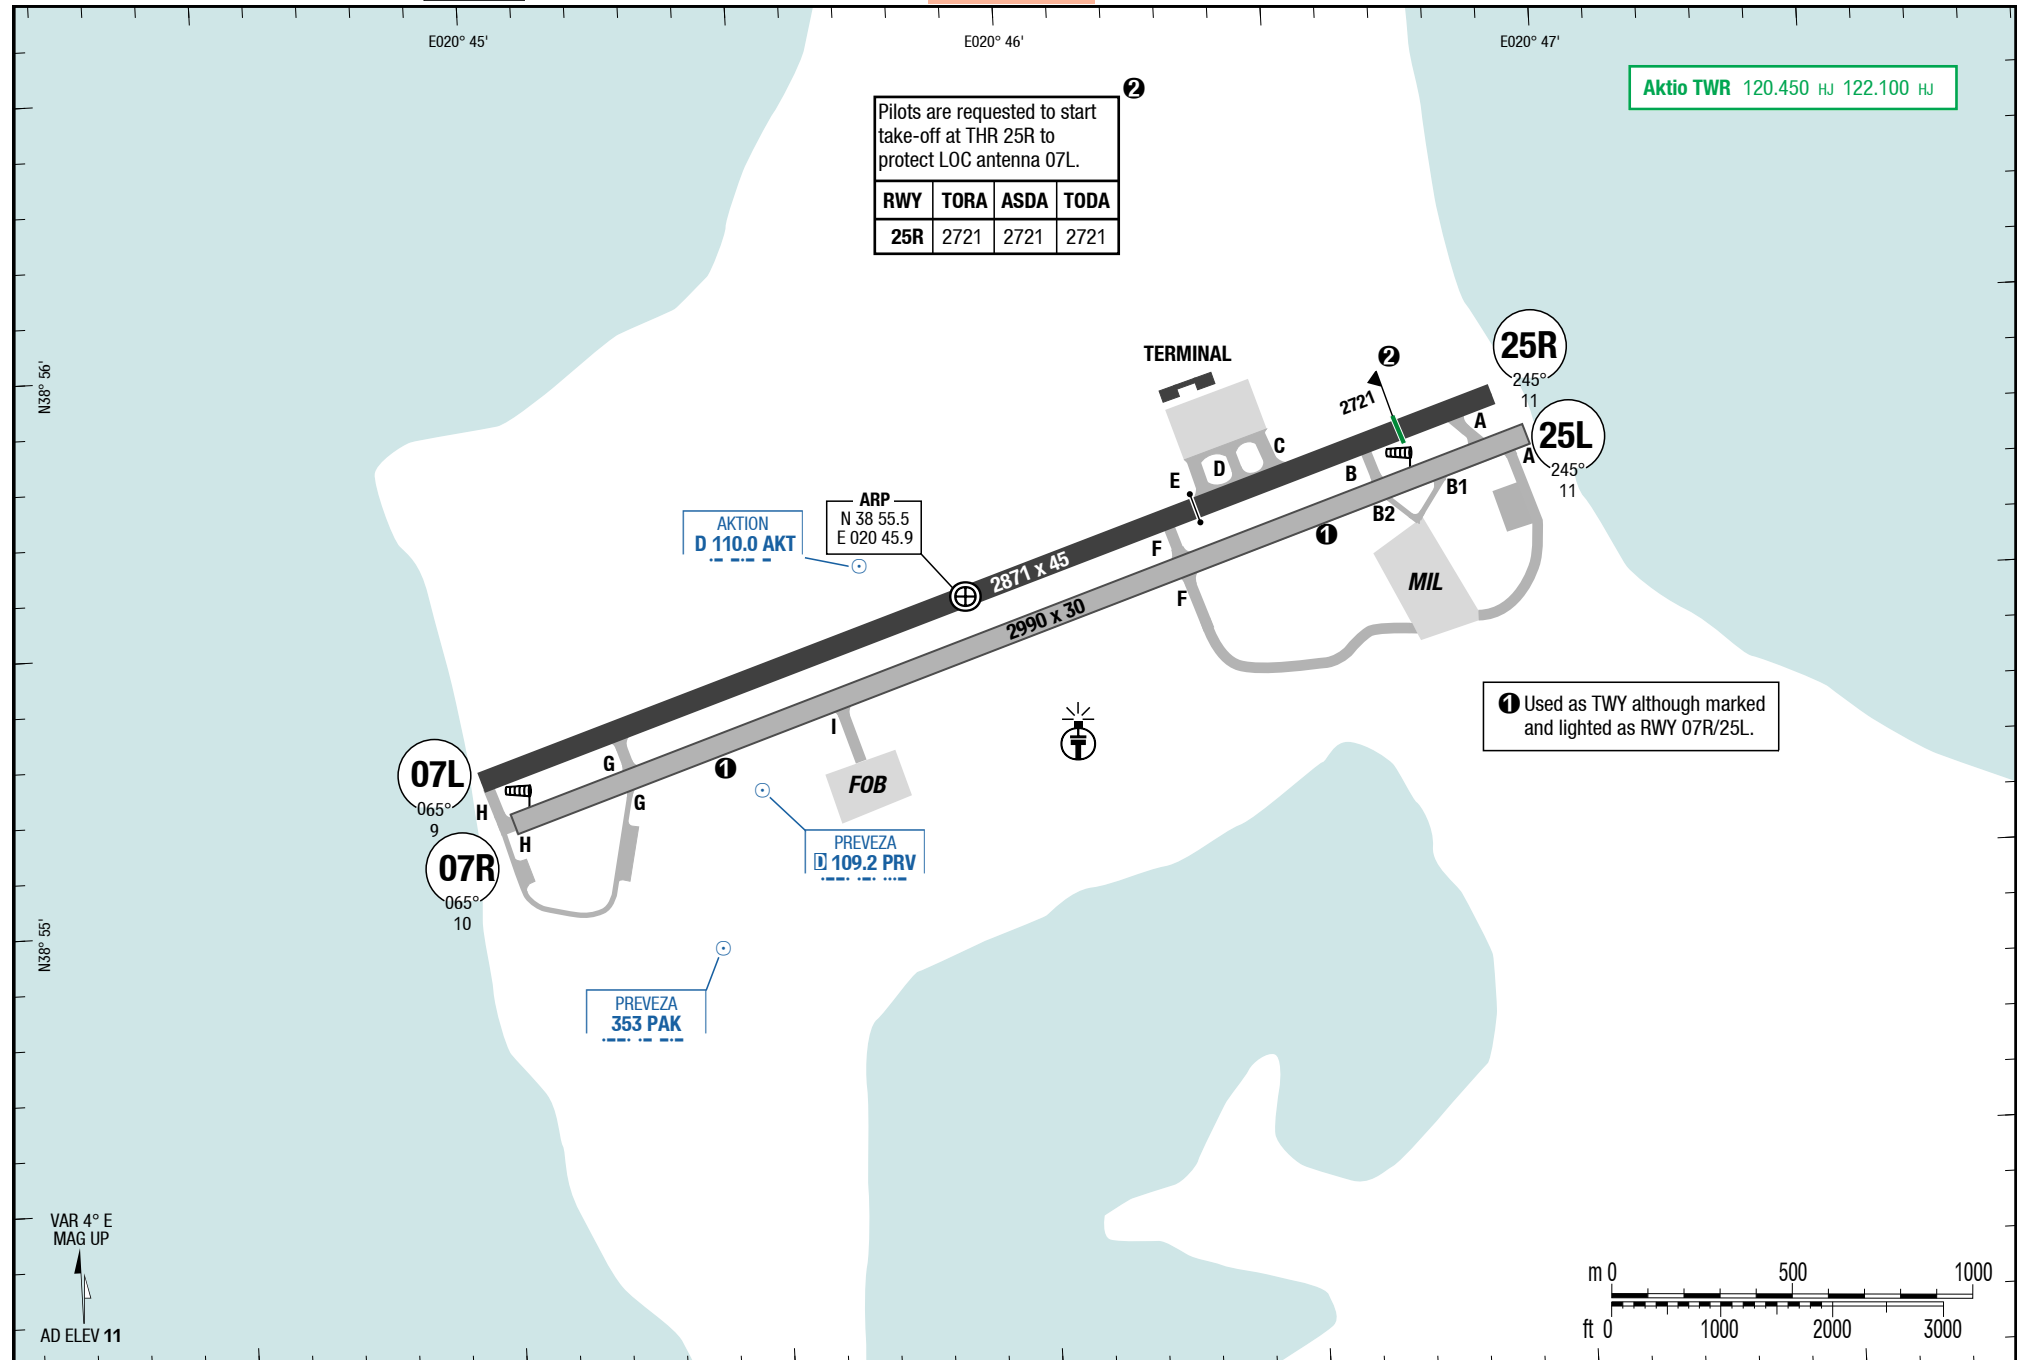 E020° 45'
E020° 46'
E020° 47'
Aktio TWR 120.450 HJ 122.100 HJ
❷
Pilots are requested to start
take-off at THR 25R to
protect LOC antenna 07L.
RWY TORA ASDA TODA
25R 2721 2721 2721
N38° 56'
TERMINAL
❷
2721
25R
245°
11
25L
245°
11
A
A
C
D
E
B
B1
B2
❶
F
F
MIL
ARP
N 38 55.5
E 020 45.9
AKTION
D 110.0 AKT
2871 x 45
2990 x 30
❶ Used as TWY although marked
and lighted as RWY 07R/25L.
I
FOB
G
G
❶
07L
065°
9
H
H
07R
065°
10
PREVEZA
D 109.2 PRV
N38° 55'
PREVEZA
353 PAK
VAR 4° E
MAG UP
AD ELEV 11
m 0 500 1000
ft 0 1000 2000 3000